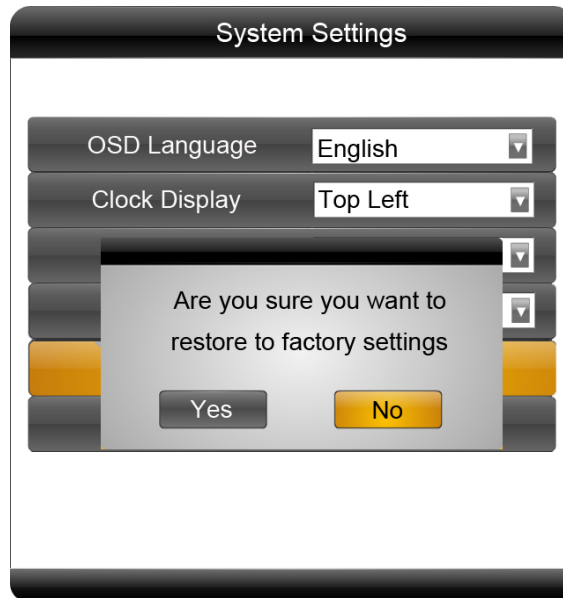 System Settings
OSD Language English
Clock Display Top Left
Are you sure you want to
restore to factory settings
Yes No